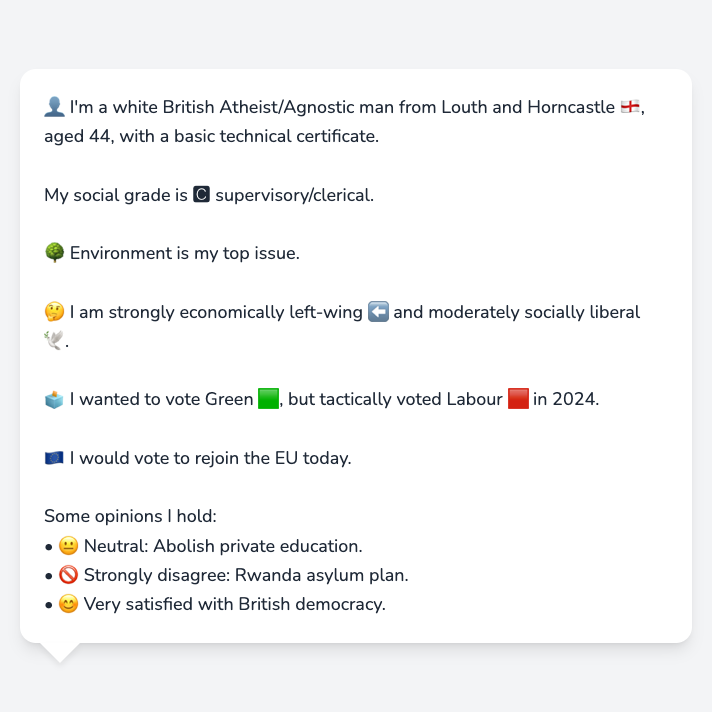 👤 I'm a white British Atheist/Agnostic man from Louth and Horncastle 🏴󠁧󠁢󠁥󠁮󠁧󠁿,
aged 44, with a basic technical certificate.
My social grade is 🅲 supervisory/clerical.
🌳 Environment is my top issue.
🤔 I am strongly economically left-wing ⬅️ and moderately socially liberal
🕊️.
🗳️ I wanted to vote Green 🟩, but tactically voted Labour 🟥 in 2024.
🇪🇺 I would vote to rejoin the EU today.
Some opinions I hold:
• 😐 Neutral: Abolish private education.
• 🚫 Strongly disagree: Rwanda asylum plan.
• 😊 Very satisfied with British democracy.